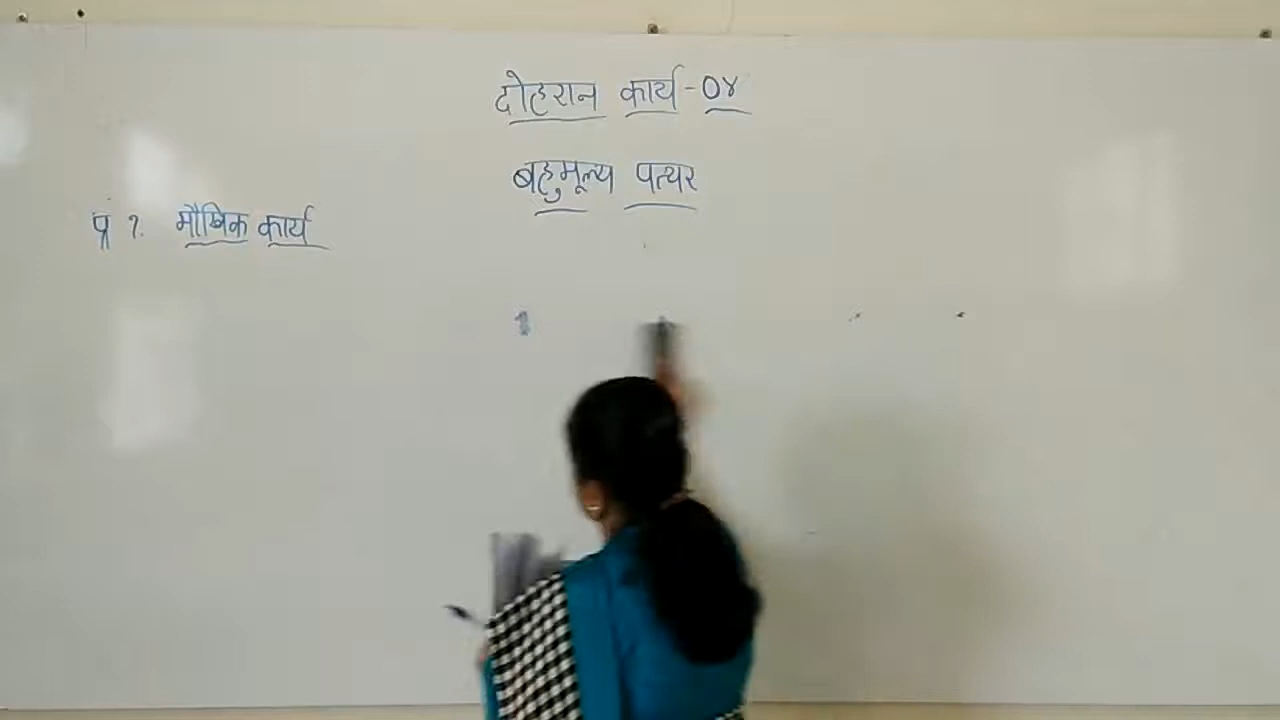 दोहरान कार्य - ०४
बहुमूल्य पत्थर
प्र १. मौखिक कार्य